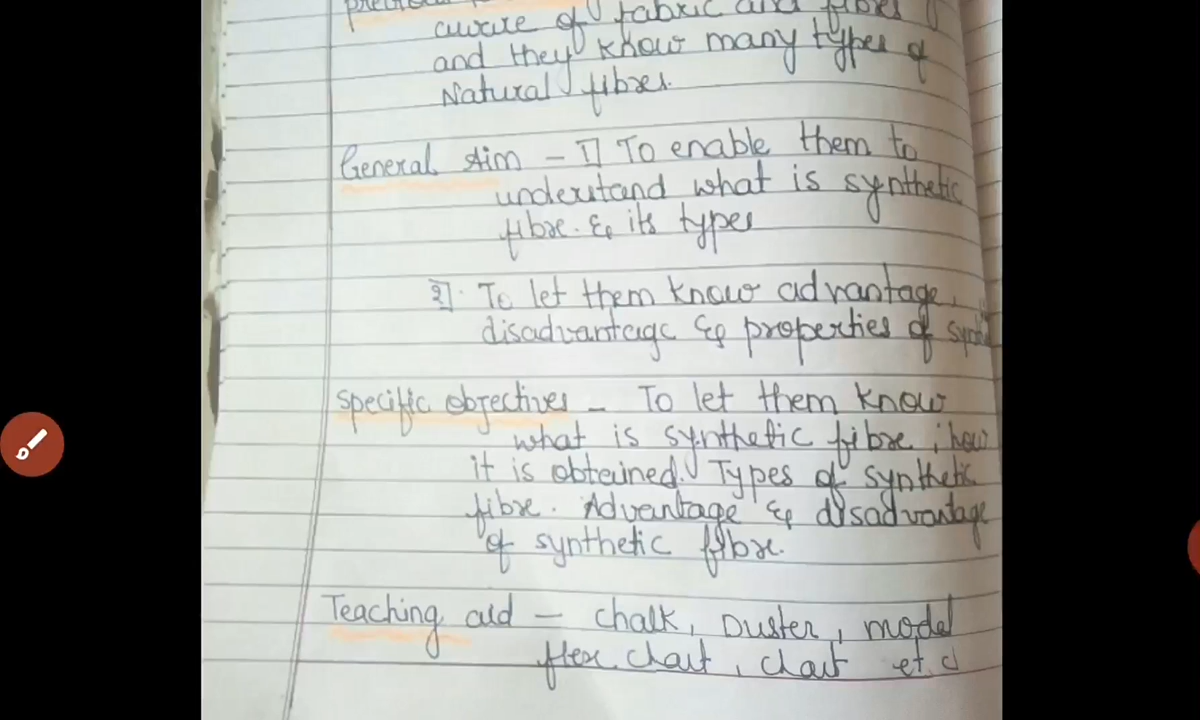 aware of fabric and fibres
and they know many types of
Natural fibres.
General Aim - 1] To enable them to
understand what is synthetic
fibre. & its types
2]. To let them know advantage,
disadvantage & properties of
Specific objectives - To let them know
what is synthetic fibre, how
it is obtained. Types of synthetic
fibre. Advantage & disadvantage
of synthetic fibre.
Teaching aid - chalk, Duster, model
flex chart, chart et.c